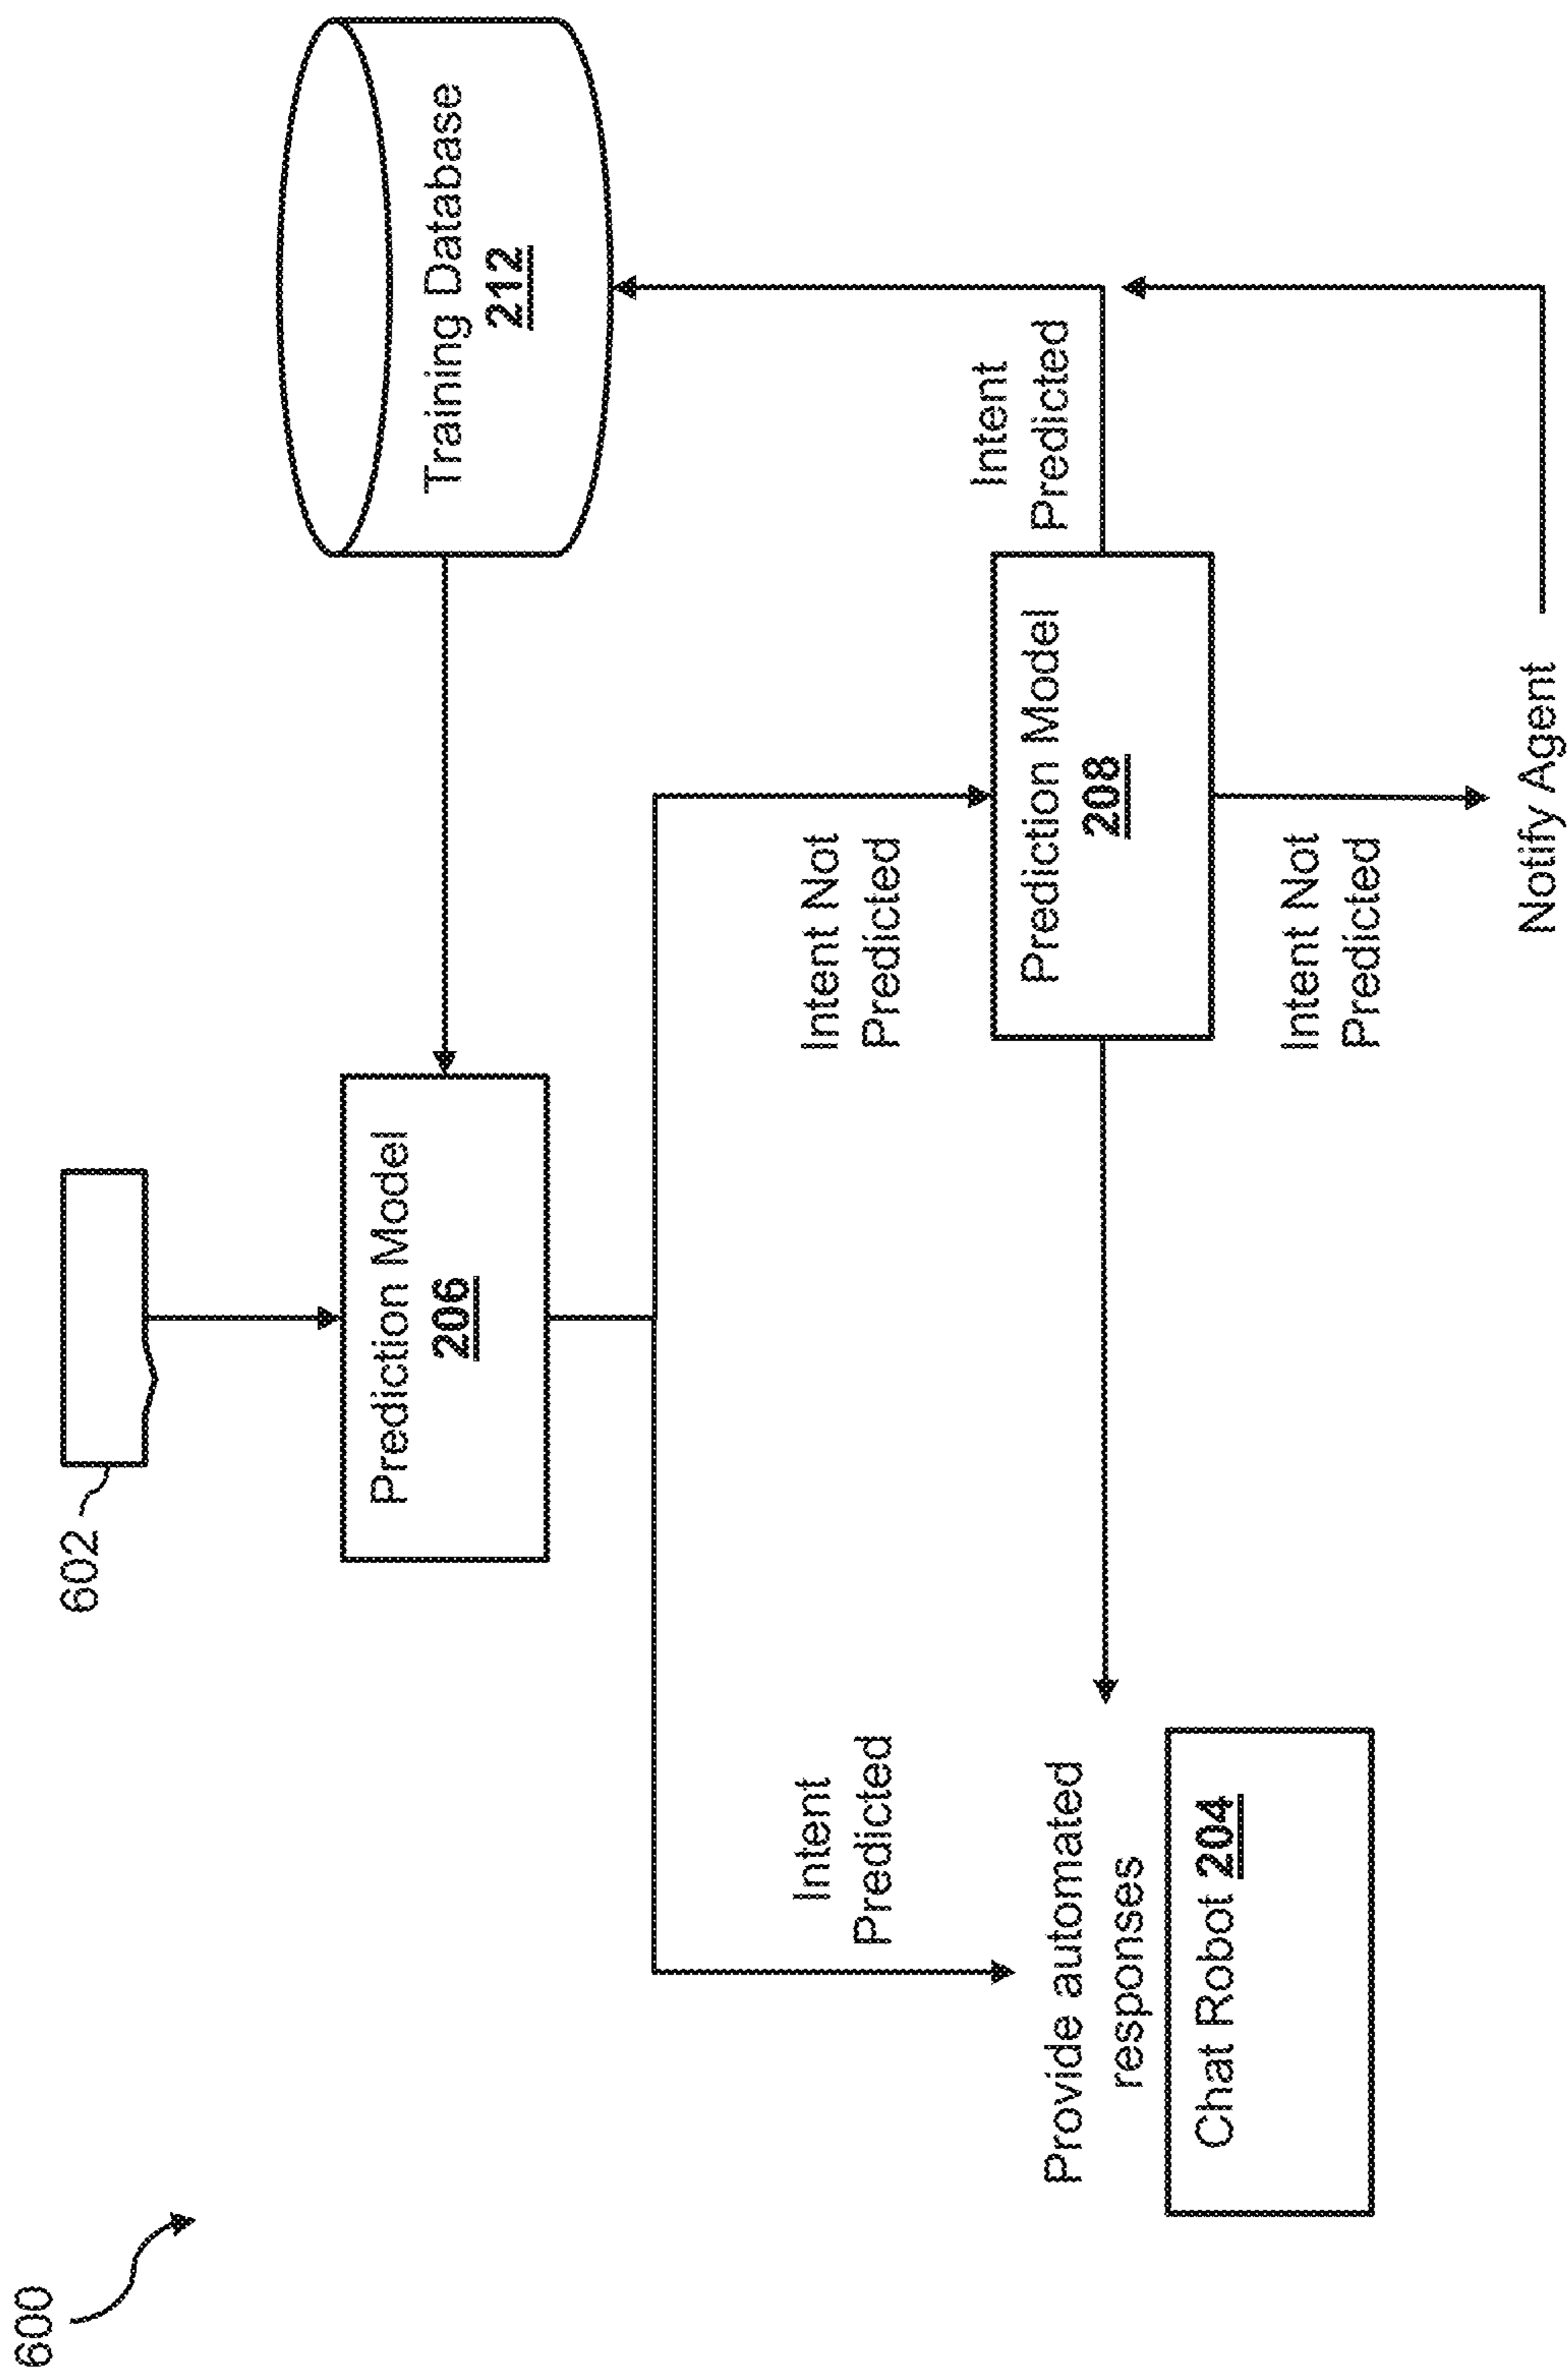 600
602
Prediction Model
206
Training Database
212
Intent
Predicted
Intent Not
Predicted
Prediction Model
208
Intent
Predicted
Provide automated
responses
Chat Robot 204
Intent Not
Predicted
Notify Agent